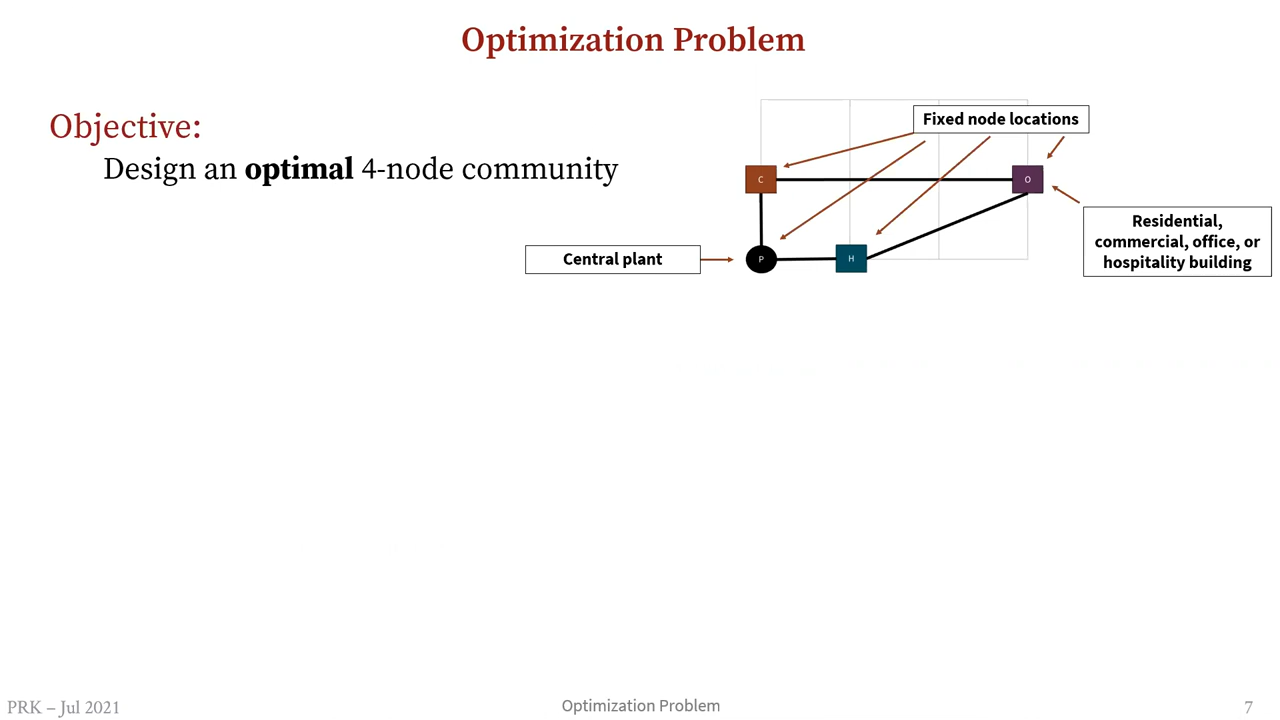 Optimization Problem
Objective:
Design an optimal 4-node community
Fixed node locations
C
O
Residential,
commercial, office, or
hospitality building
Central plant
P
H
PRK – Jul 2021
Optimization Problem
7